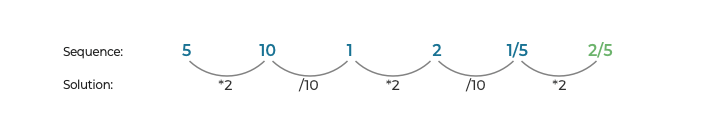 Sequence: 5 10 1 2 1/5 2/5
Solution: *2 /10 *2 /10 *2